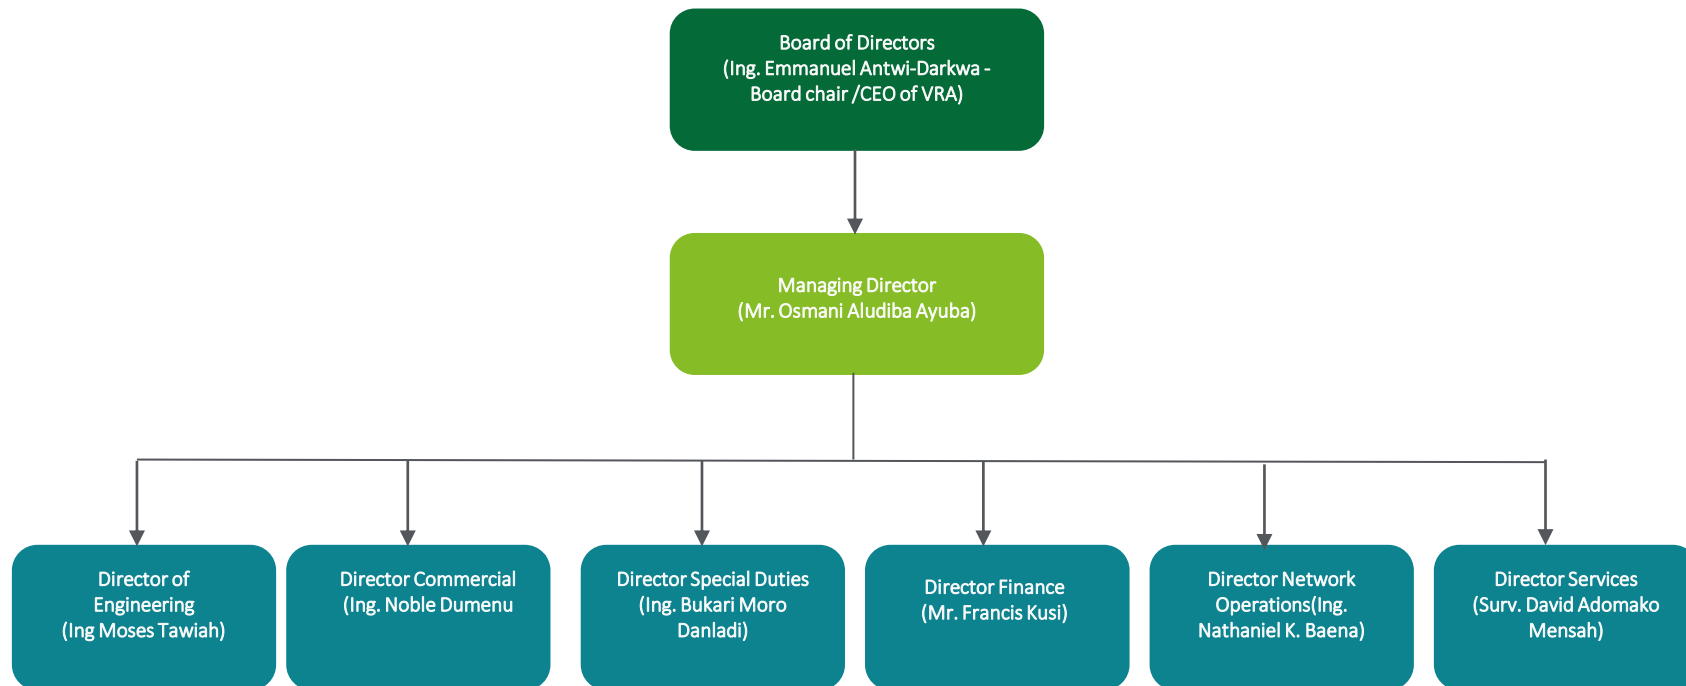 Board of Directors
(Ing. Emmanuel Antwi-Darkwa -
Board chair /CEO of VRA)
Managing Director
(Mr. Osmani Aludiba Ayuba)
Director of
Engineering
(Ing Moses Tawiah)
Director Commercial
(Ing. Noble Dumenu
Director Special Duties
(Ing. Bukari Moro
Danladi)
Director Finance
(Mr. Francis Kusi)
Director Network
Operations(Ing.
Nathaniel K. Baena)
Director Services
(Surv. David Adomako
Mensah)